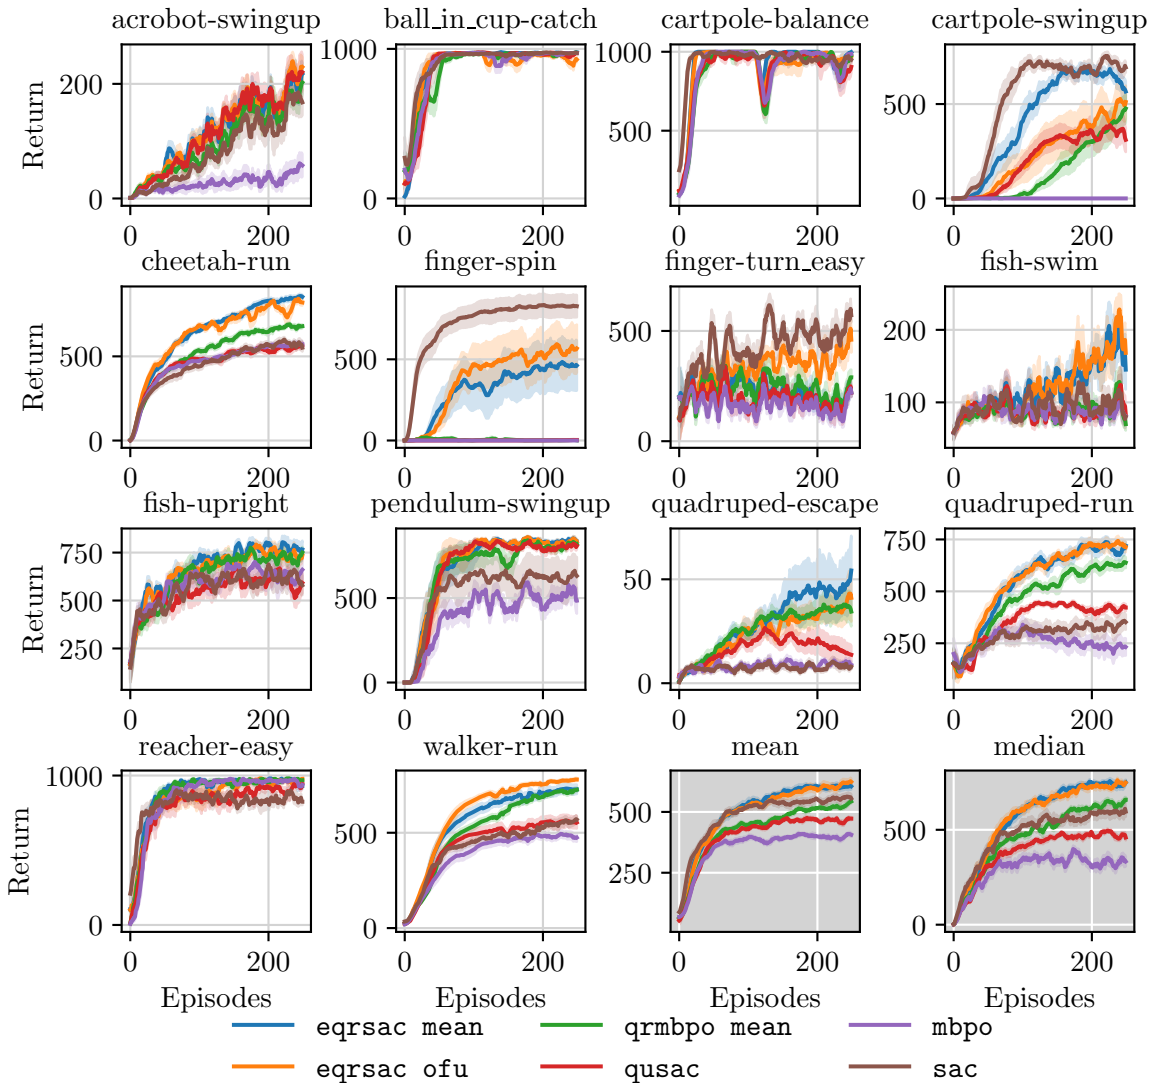 acrobot-swingup ball_in_cup-catch cartpole-balance cartpole-swingup
Return
200
0
1000
0
1000
500
500
0
0 200 0 200 0 200 0 200
cheetah-run finger-spin finger-turn_easy fish-swim
Return
500
0
1000
500
0
500
0
200
100
0 200 0 200 0 200 0 200
fish-upright pendulum-swingup quadruped-escape quadruped-run
Return
750
500
250
500
0
50
0
750
500
250
0 200 0 200 0 200 0 200
reacher-easy walker-run mean median
Return
1000
0
500
0
500
250
500
0
0 200 0 200 0 200 0 200
Episodes Episodes Episodes Episodes
eqrsac mean qrmbpo mean mbpo
eqrsac ofu qusac sac